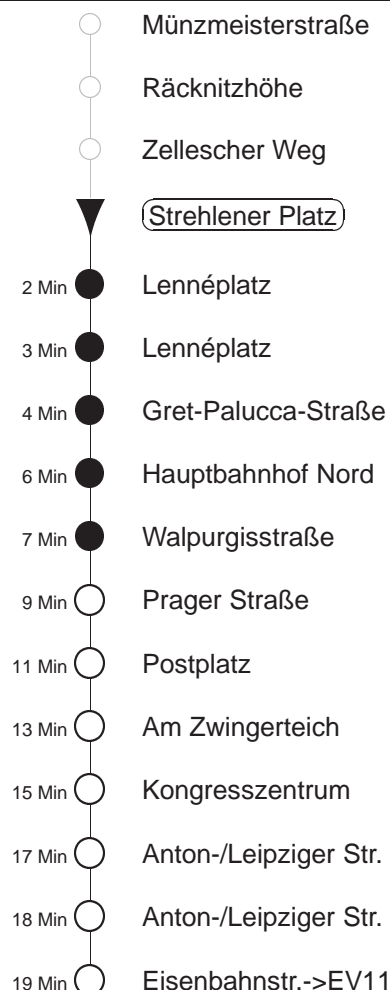 Münzmeisterstraße
Räcknitzhöhe
Zellescher Weg
Strehlener Platz
2 Min Lennéplatz
3 Min Lennéplatz
4 Min Gret-Palucca-Straße
6 Min Hauptbahnhof Nord
7 Min Walpurgisstraße
9 Min Prager Straße
11 Min Postplatz
13 Min Am Zwingerteich
15 Min Kongresszentrum
17 Min Anton-/Leipziger Str.
18 Min Anton-/Leipziger Str.
19 Min Eisenbahnstr.->EV11